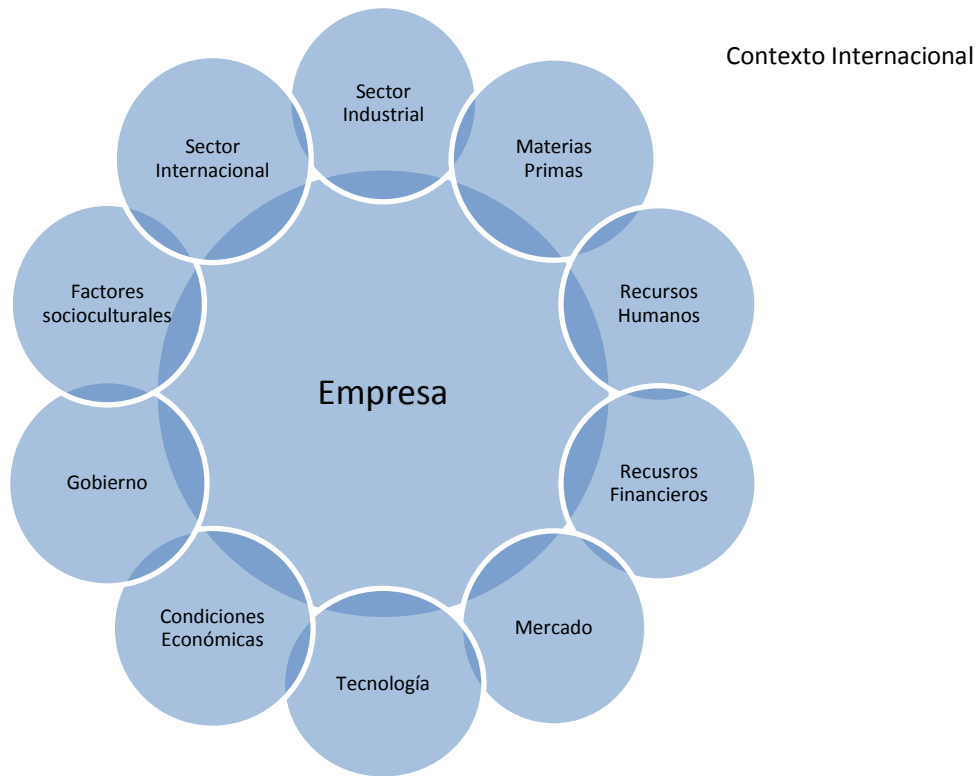 Contexto Internacional
Sector
Industrial
Sector
Internacional
Materias
Primas
Factores
socioculturales
Recursos
Humanos
Empresa
Gobierno
Recusros
Financieros
Condiciones
Económicas
Mercado
Tecnología